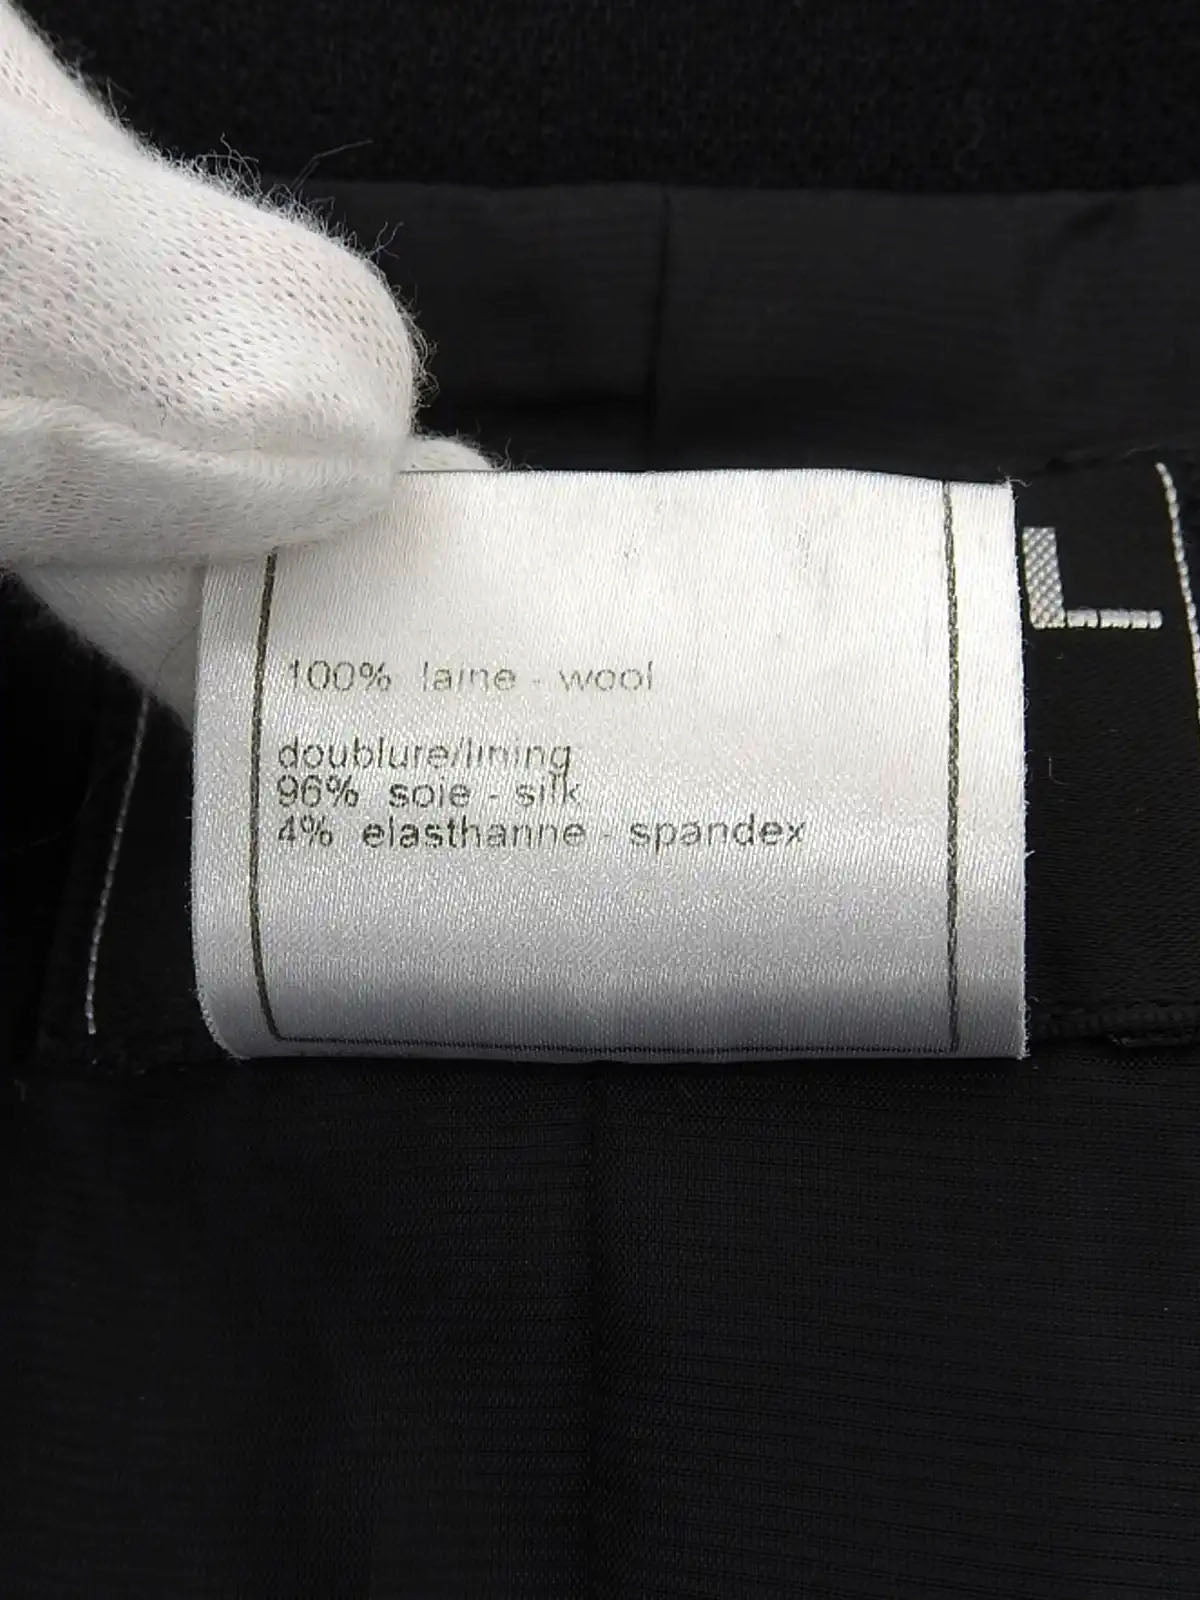 100% laine - wool
doublure/lining
96% soie - silk
4% elasthanne - spandex
L